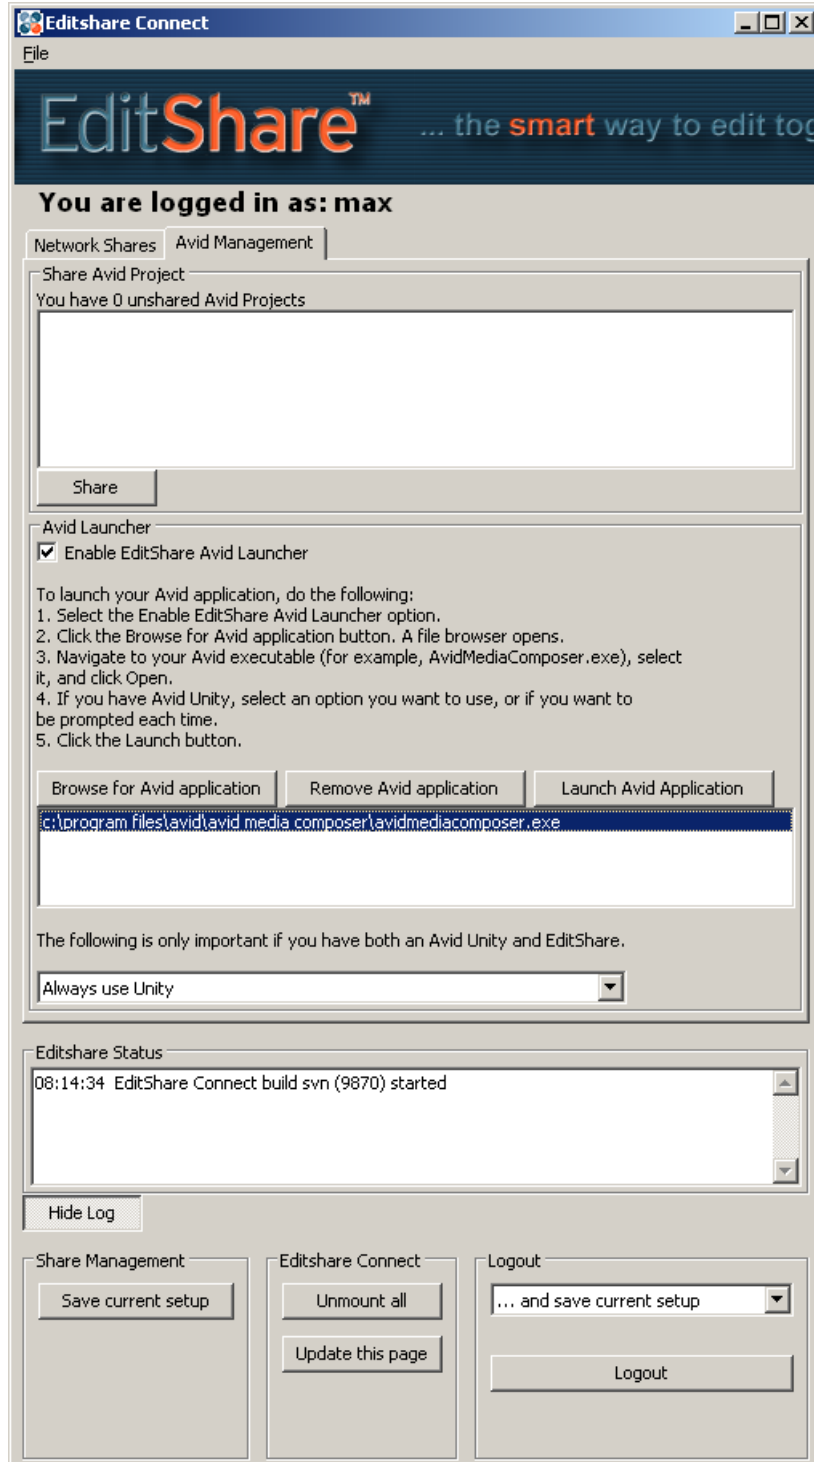 Editshare Connect
File
EditShare™ ... the smart way to edit tog
You are logged in as: max
Network Shares Avid Management
Share Avid Project
You have 0 unshared Avid Projects
Share
Avid Launcher
Enable EditShare Avid Launcher
To launch your Avid application, do the following:
1. Select the Enable EditShare Avid Launcher option.
2. Click the Browse for Avid application button. A file browser opens.
3. Navigate to your Avid executable (for example, AvidMediaComposer.exe), select
it, and click Open.
4. If you have Avid Unity, select an option you want to use, or if you want to
be prompted each time.
5. Click the Launch button.
Browse for Avid application Remove Avid application Launch Avid Application
c:\program files\avid\avid media composer\avidmediacomposer.exe
The following is only important if you have both an Avid Unity and EditShare.
Always use Unity
Editshare Status
08:14:34 EditShare Connect build svn (9870) started
Hide Log
Share Management Editshare Connect Logout
Save current setup Unmount all ... and save current setup
Update this page
Logout